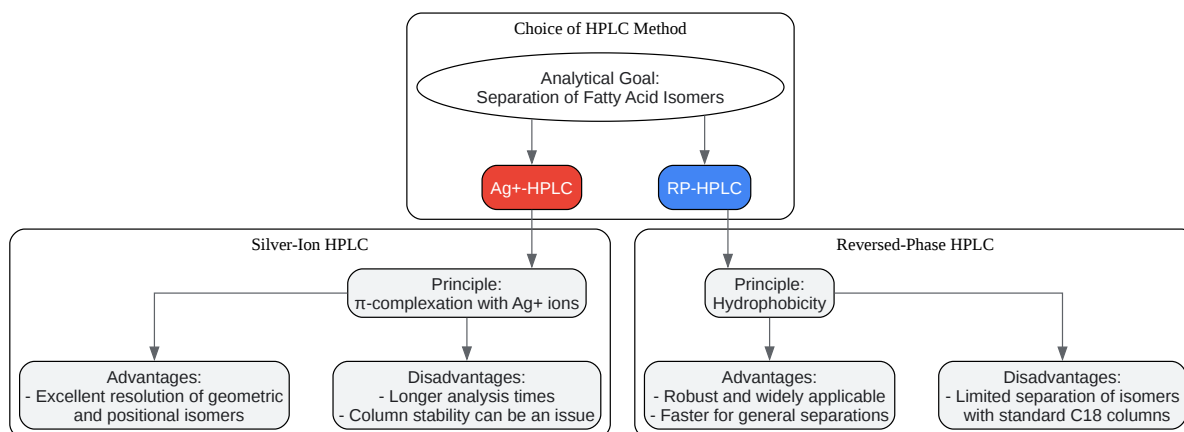 Choice of HPLC Method
Analytical Goal:
Separation of Fatty Acid Isomers
Ag+-HPLC
RP-HPLC
Silver-Ion HPLC
Principle:
π-complexation with Ag+ ions
Advantages:
- Excellent resolution of geometric
and positional isomers
Disadvantages:
- Longer analysis times
- Column stability can be an issue
Reversed-Phase HPLC
Principle:
Hydrophobicity
Advantages:
- Robust and widely applicable
- Faster for general separations
Disadvantages:
- Limited separation of isomers
with standard C18 columns